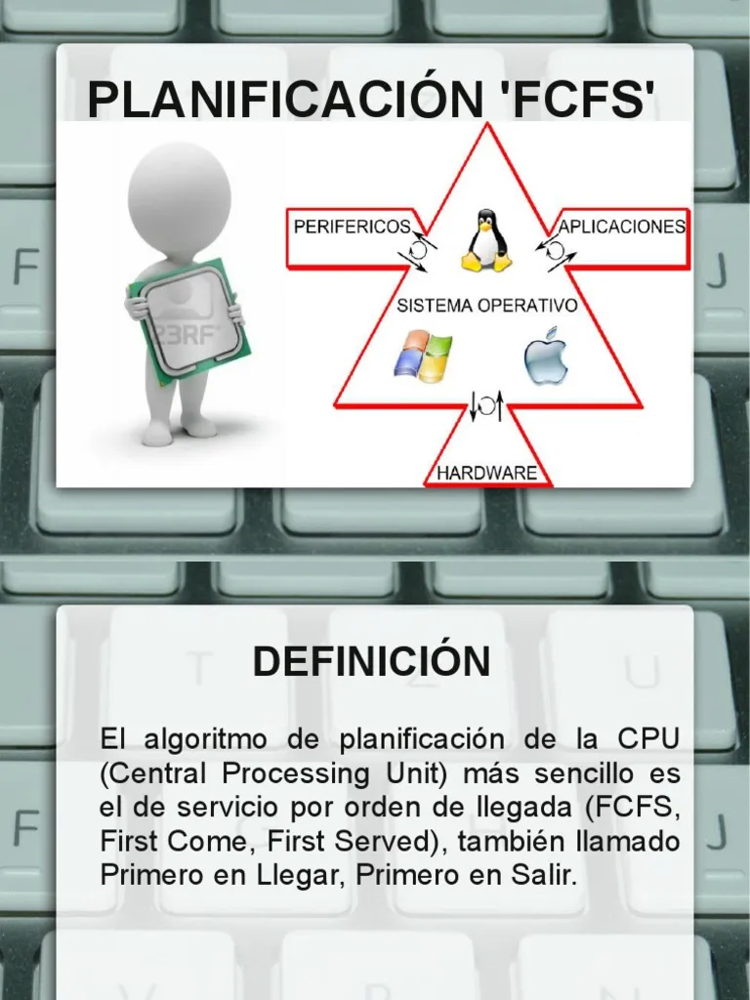 PLANIFICACIÓN 'FCFS'
PERIFERICOS
APLICACIONES
SISTEMA OPERATIVO
HARDWARE
23RF
F
J
DEFINICIÓN
T
Z
U
El algoritmo de planificación de la CPU
(Central Processing Unit) más sencillo es
el de servicio por orden de llegada (FCFS,
First Come, First Served), también llamado
Primero en Llegar, Primero en Salir.
F
G
H
J
V
B
N